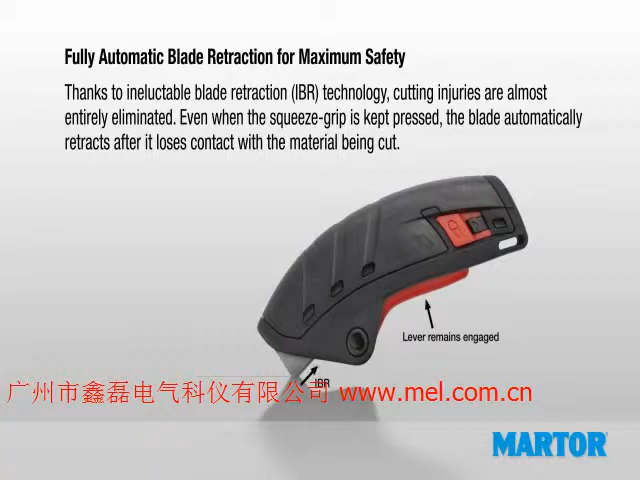 Fully Automatic Blade Retraction for Maximum Safety
Thanks to ineluctable blade retraction (IBR) technology, cutting injuries are almost
entirely eliminated. Even when the squeeze-grip is kept pressed, the blade automatically
retracts after it loses contact with the material being cut.
Lever remains engaged
IBR
广州市鑫磊电气科仪有限公司 www.mel.com.cn
MARTOR®